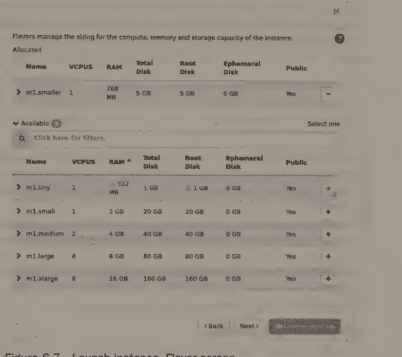 Flavors manage the sizing for the compute, memory and storage capacity of the instance.
Allocated
Name VCPUS RAM Total Disk Root Disk Ephemeral Disk Public
m1.smaller 1 768 MB 5 GB 5 GB 0 GB Yes
Available
Select one
Click here for filters.
Name VCPUS RAM Total Disk Root Disk Ephemeral Disk Public
m1.tiny 1 512 MB 1 GB 1 GB 0 GB Yes
m1.small 1 2 GB 20 GB 20 GB 0 GB Yes
m1.medium 2 4 GB 40 GB 40 GB 0 GB Yes
m1.large 4 8 GB 80 GB 80 GB 0 GB Yes
m1.xlarge 8 16 GB 160 GB 160 GB 0 GB Yes
< Back Next >
Figure 6.7 Launch instance, Flavor screen